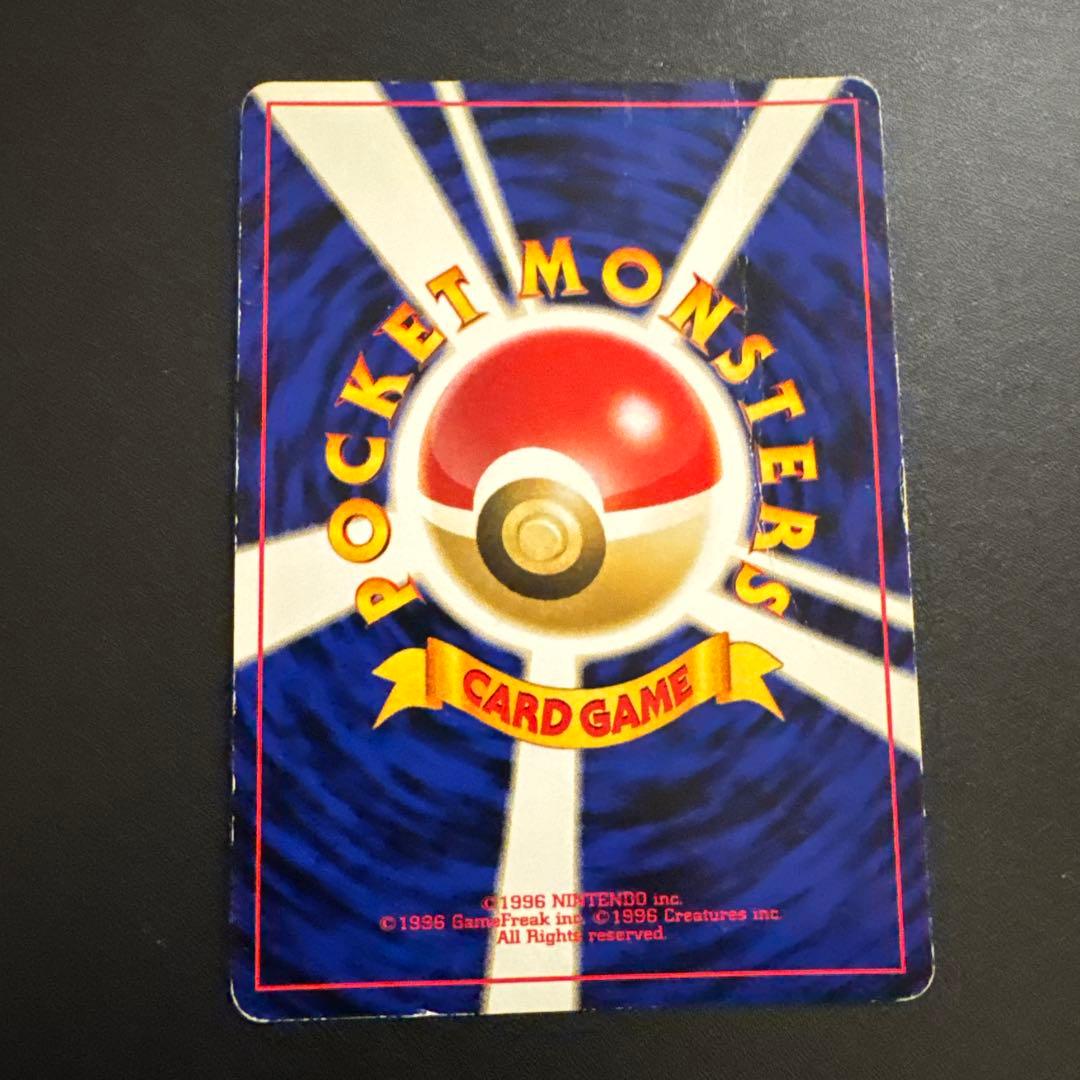 POCKET MONSTERS
CARD GAME
©1996 NINTENDO inc.
©1996 GameFreak inc. ©1996 Creatures inc.
All Rights reserved.